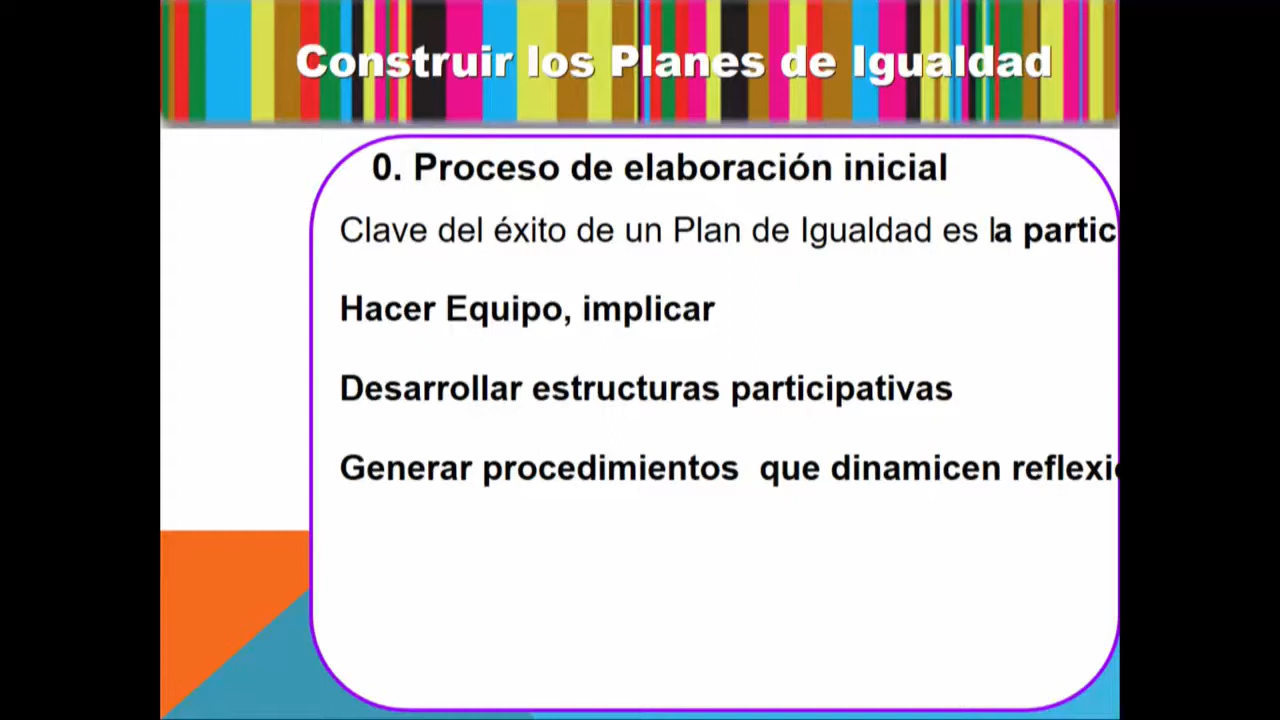 Construir los Planes de Igualdad
0. Proceso de elaboración inicial
Clave del éxito de un Plan de Igualdad es la partic
Hacer Equipo, implicar
Desarrollar estructuras participativas
Generar procedimientos que dinamicen reflexio